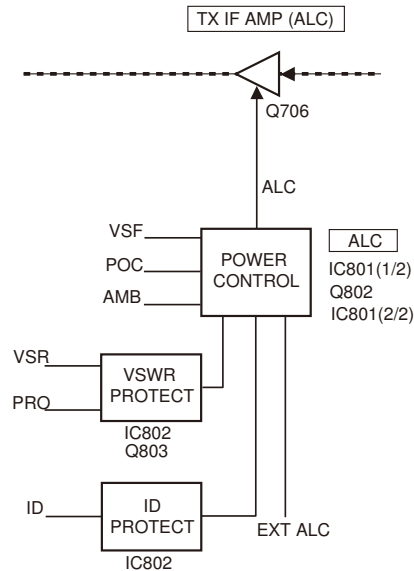 TX IF AMP (ALC)
Q706
ALC
VSF
POC
AMB
POWER
CONTROL
ALC
IC801(1/2)
Q802
IC801(2/2)
VSR
PRO
VSWR
PROTECT
IC802
Q803
ID
ID
PROTECT
IC802
EXT ALC